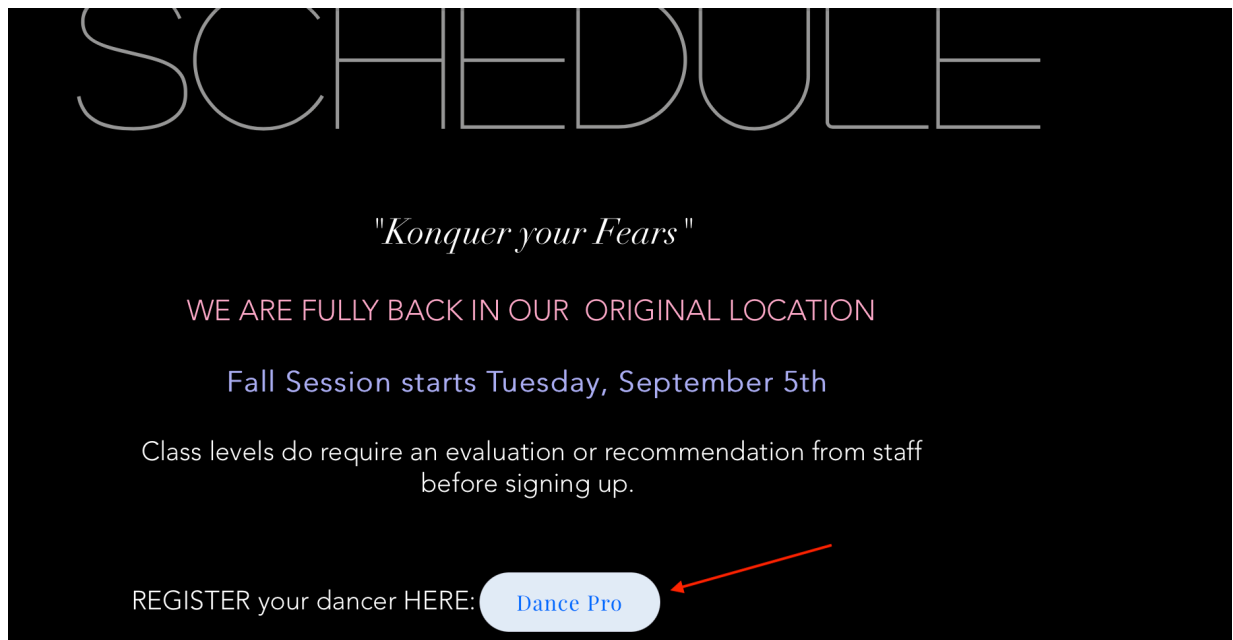 SCHEDULE
"Konquer your Fears"
WE ARE FULLY BACK IN OUR ORIGINAL LOCATION
Fall Session starts Tuesday, September 5th
Class levels do require an evaluation or recommendation from staff
before signing up.
REGISTER your dancer HERE: Dance Pro